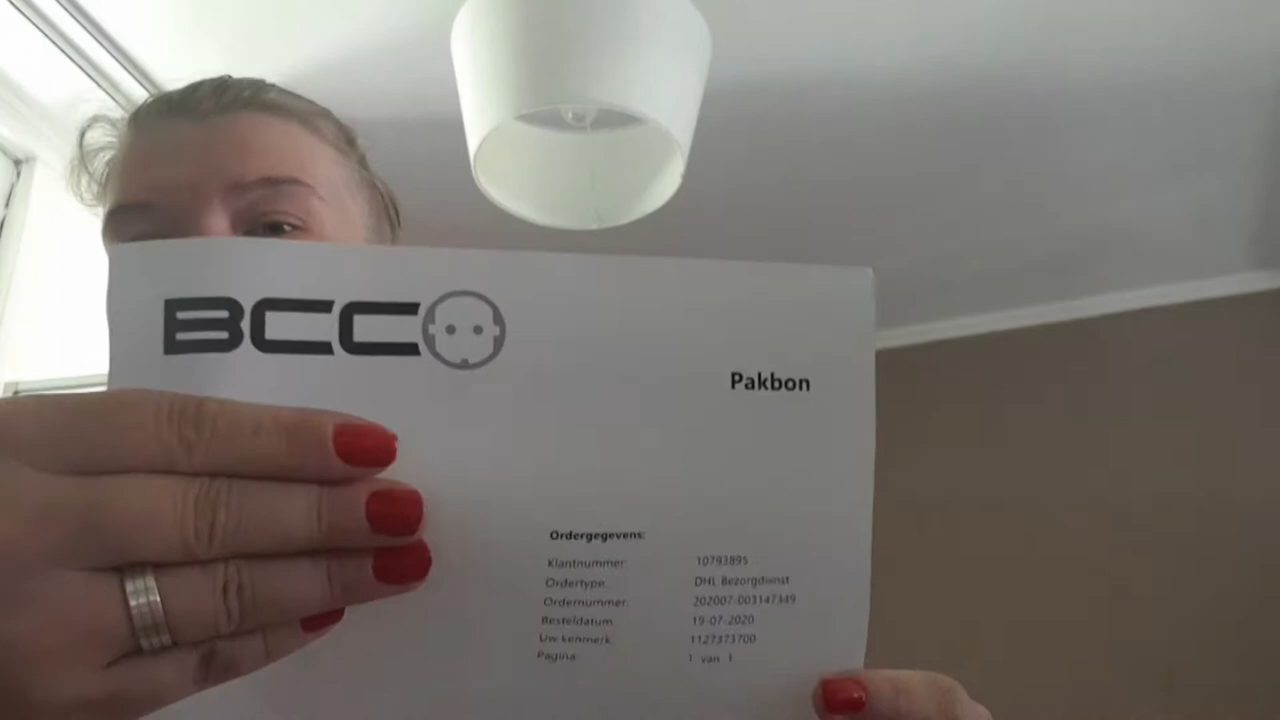 BCC
Pakbon
Ordergegevens:
Klantnummer: 10793895
Ordertype: DHL Bezorgdienst
Ordernummer: 202007-003147349
Besteldatum: 19-07-2020
Uw kenmerk: 1127373700
Pagina: 1 van 1